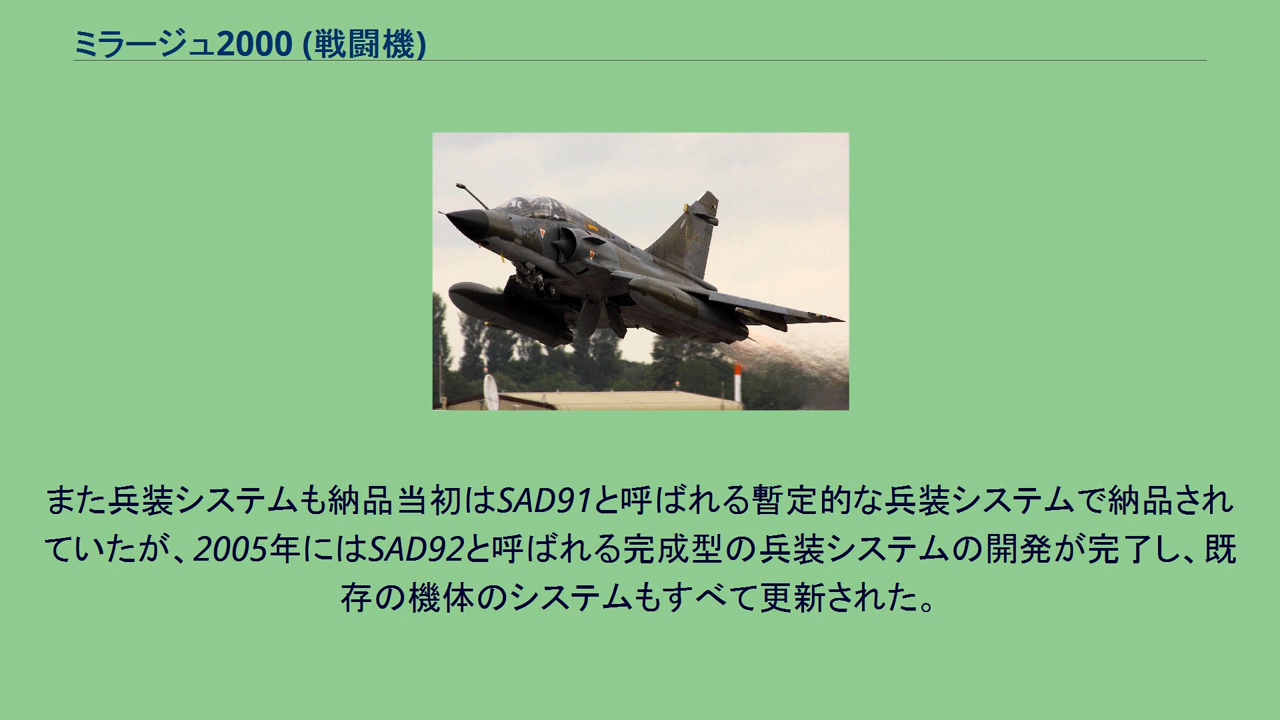 ミラージュ2000 (戦闘機)
また兵装システムも納品当初はSAD91と呼ばれる暫定的な兵装システムで納品され
ていたが、2005年にはSAD92と呼ばれる完成型の兵装システムの開発が完了し、既
存の機体のシステムもすべて更新された。